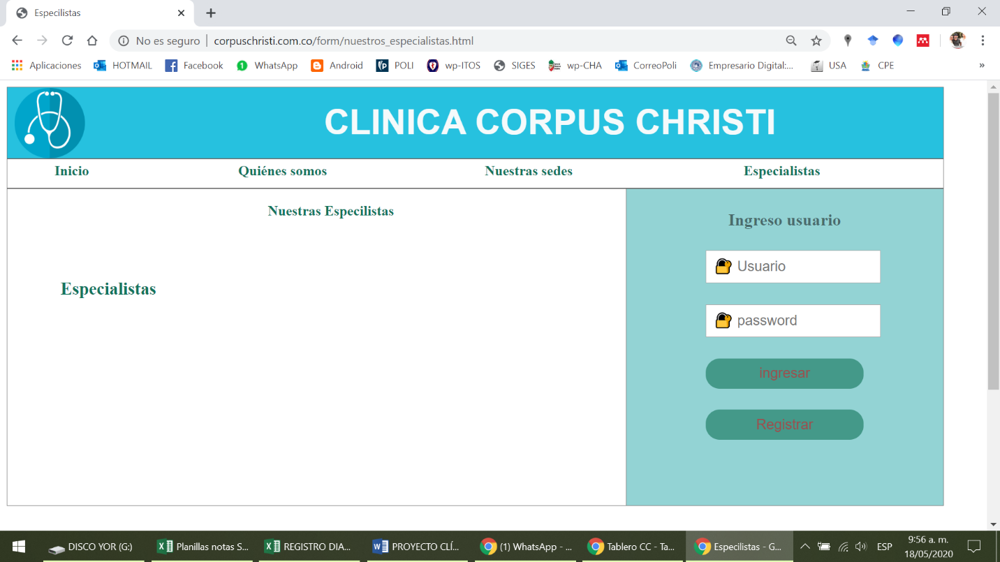 Especilistas
No es seguro | corpuschristi.com.co/form/nuestros_especialistas.html
Aplicaciones HOTMAIL Facebook WhatsApp Android POLI wp-ITOS SIGES wp-CHA CorreoPoli Empresario Digital:... USA CPE »
CLINICA CORPUS CHRISTI
Inicio Quiénes somos Nuestras sedes Especialistas
Nuestras Especilistas
Especialistas
Ingreso usuario
Usuario
password
ingresar
Registrar
DISCO YOR (G:) Planillas notas S... REGISTRO DIA... PROYECTO CLÍ... (1) WhatsApp - ... Tablero CC - Ta... Especilistas - G... ESP
9:56 a. m.
18/05/2020